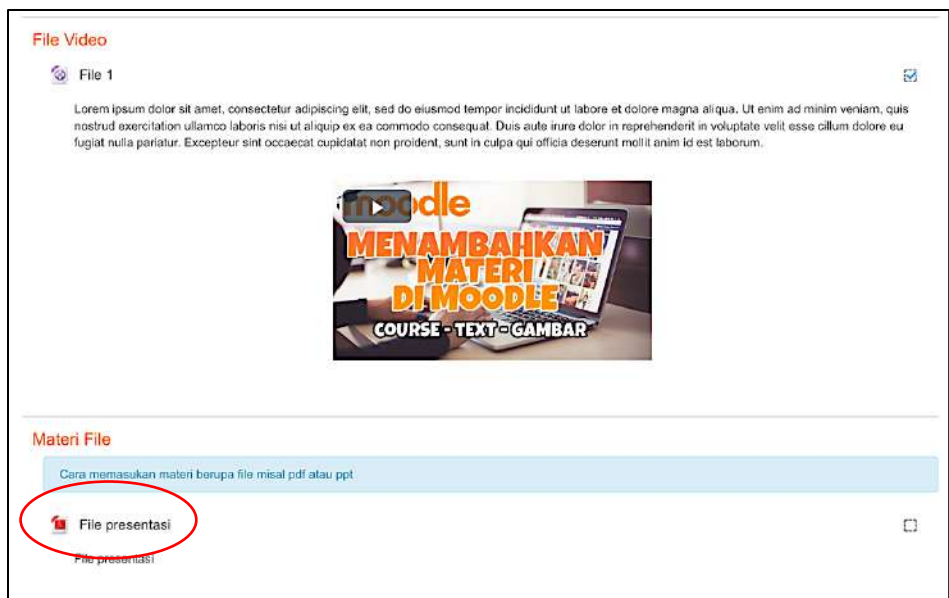 File Video
File 1
Lorem ipsum dolor sit amet, consectetur adipiscing elit, sed do eiusmod tempor incididunt ut labore et dolore magna aliqua. Ut enim ad minim veniam, quis
nostrud exercitation ullamco laboris nisi ut aliquip ex ea commodo consequat. Duis aute irure dolor in reprehenderit in voluptate velit esse cillum dolore eu
fugiat nulla pariatur. Excepteur sint occaecat cupidatat non proident, sunt in culpa qui officia deserunt mollit anim id est laborum.
moodle
MENAMBAHKAN
MATERI
DI MOODLE
COURSE - TEXT - GAMBAR
Materi File
Cara memasukan materi berupa file misal pdf atau ppt
File presentasi
File presentasi